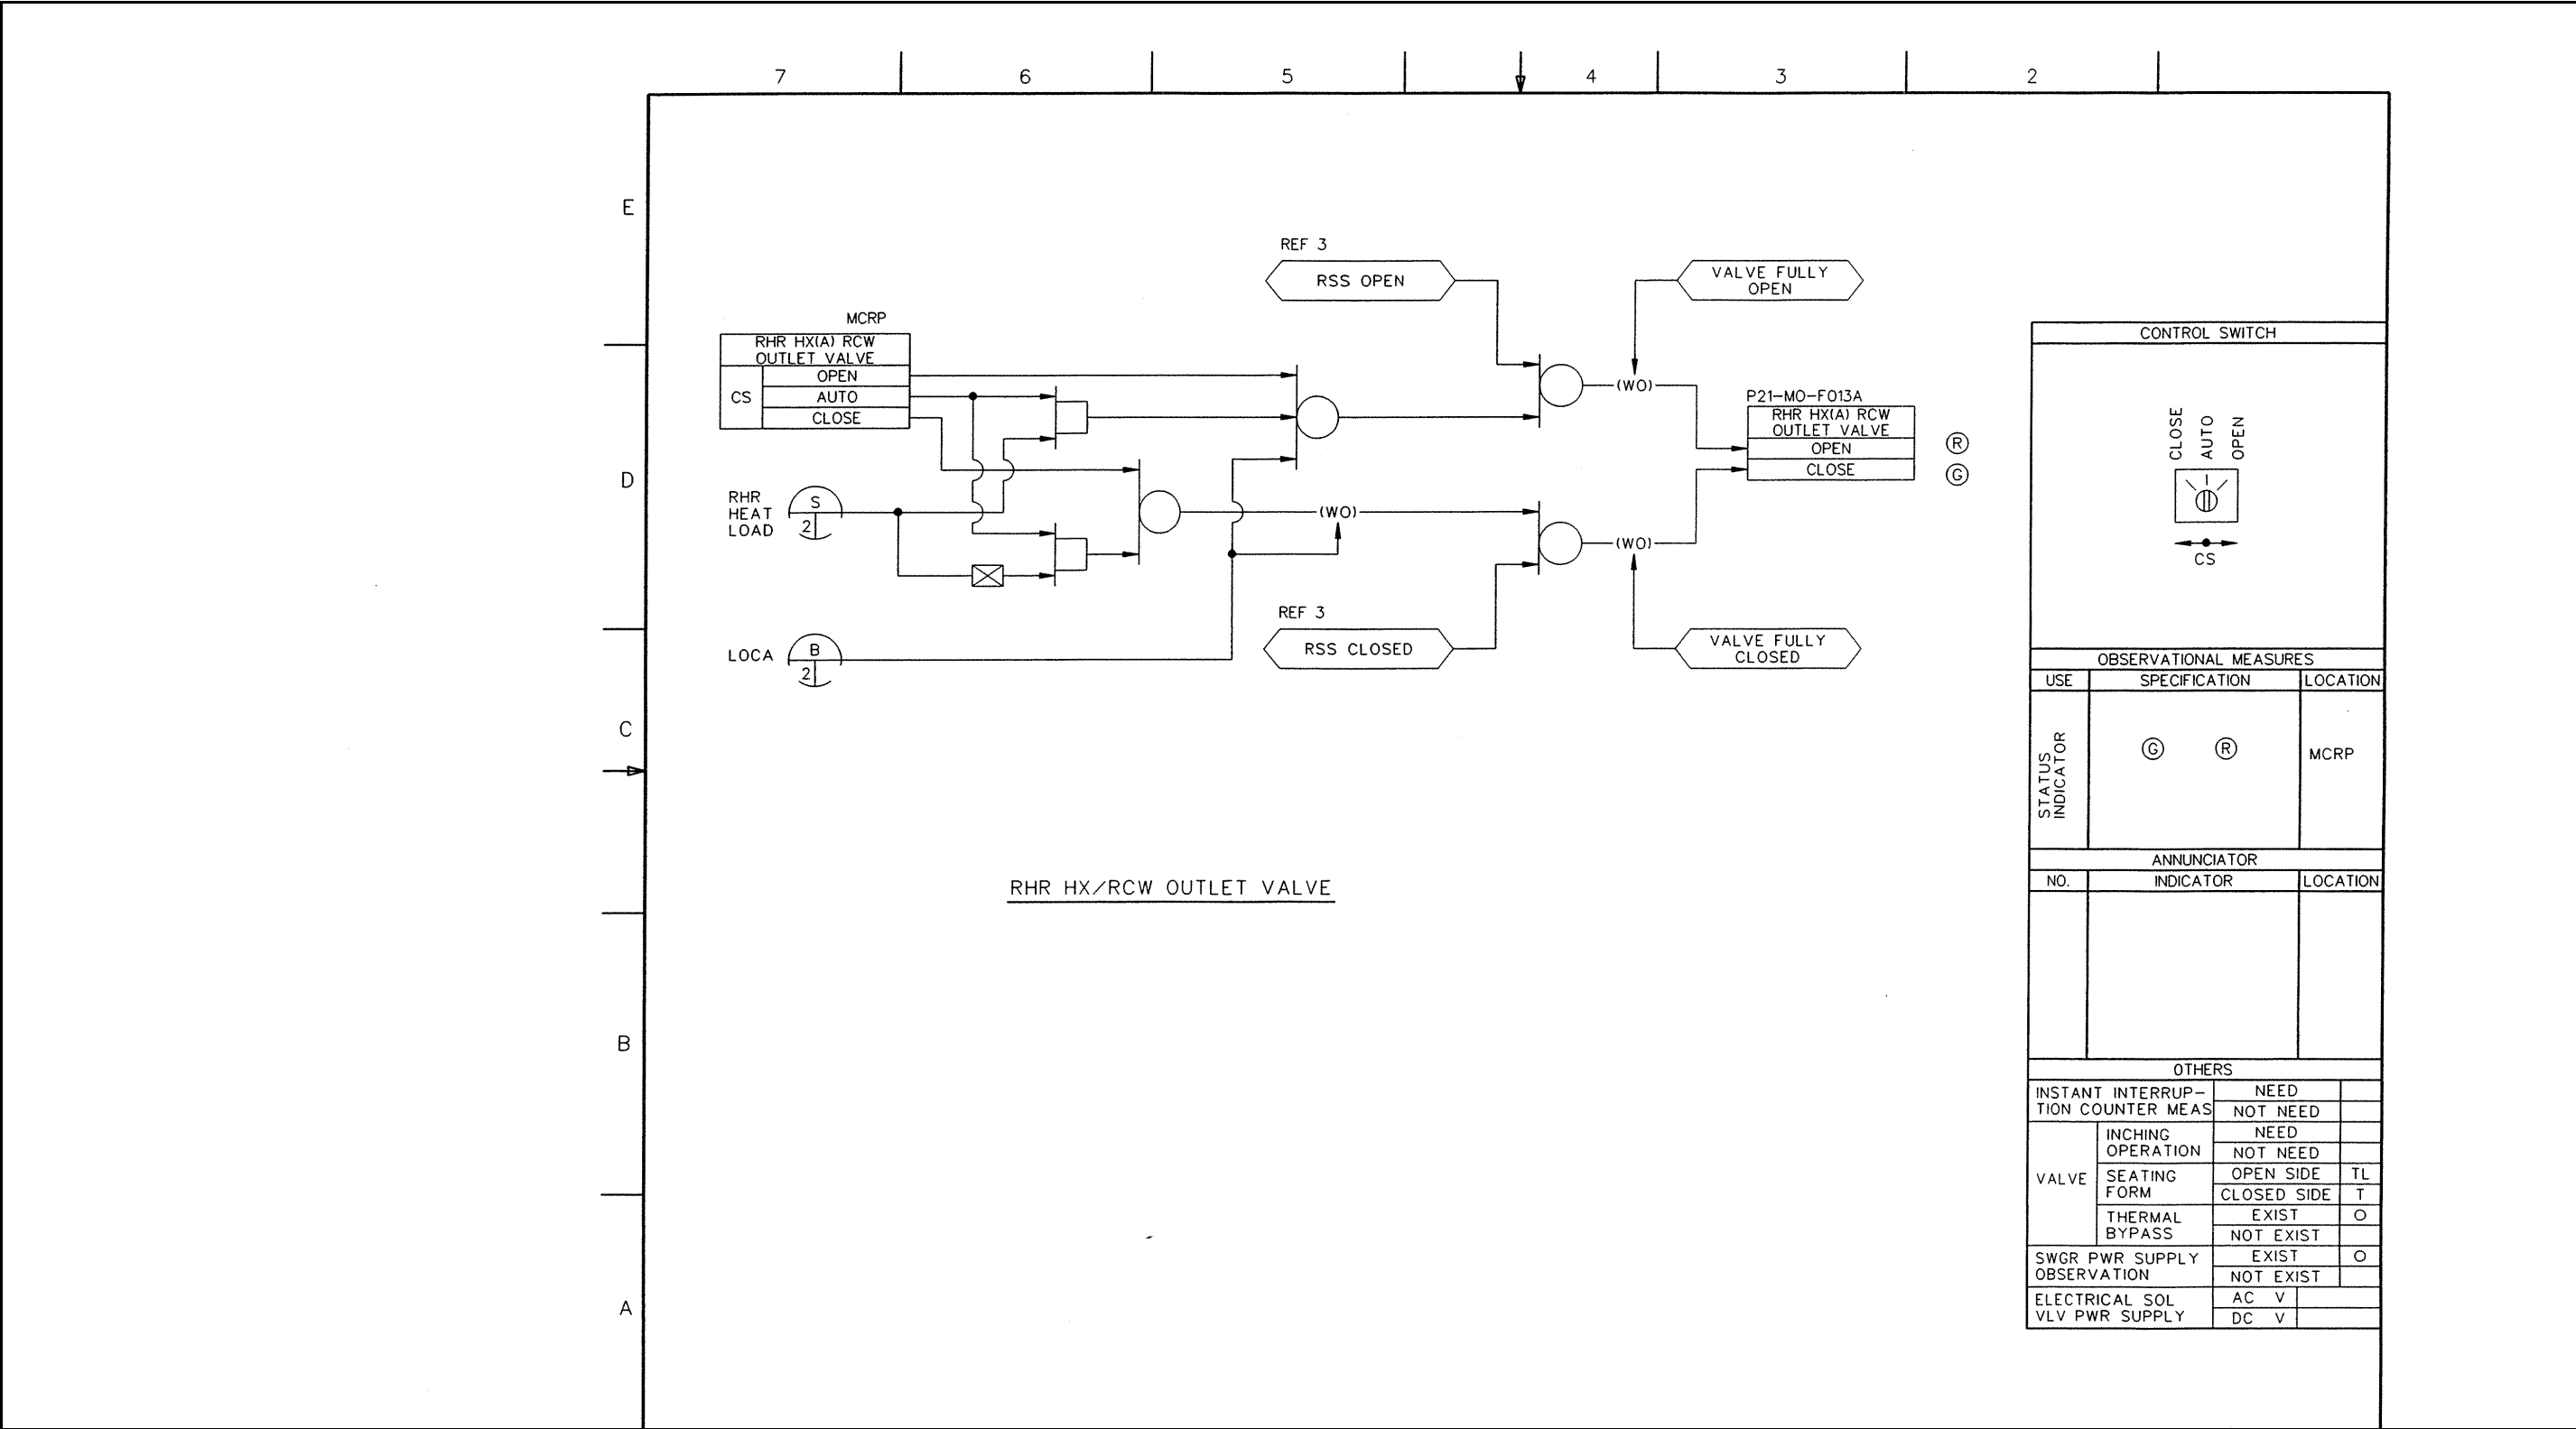 7 6 5 4 3 2
E
D
C
B
A
REF 3
RSS OPEN
VALVE FULLY
OPEN
MCRP
RHR HX(A) RCW
OUTLET VALVE
CS
OPEN
AUTO
CLOSE
(WO)
P21-MO-F013A
RHR HX(A) RCW
OUTLET VALVE
OPEN
CLOSE
R
G
RHR
HEAT
LOAD
S
2
(WO)
(WO)
REF 3
RSS CLOSED
VALVE FULLY
CLOSED
LOCA
B
2
RHR HX/RCW OUTLET VALVE
CONTROL SWITCH
CLOSE
AUTO
OPEN
CS
OBSERVATIONAL MEASURES
USE SPECIFICATION LOCATION
STATUS
INDICATOR
G R
MCRP
ANNUNCIATOR
NO. INDICATOR LOCATION
OTHERS
INSTANT INTERRUP-
TION COUNTER MEAS
NEED
NOT NEED
VALVE
INCHING
OPERATION
NEED
NOT NEED
SEATING
FORM
OPEN SIDE TL
CLOSED SIDE T
THERMAL
BYPASS
EXIST O
NOT EXIST
SWGR PWR SUPPLY
OBSERVATION
EXIST O
NOT EXIST
ELECTRICAL SOL
VLV PWR SUPPLY
AC V
DC V